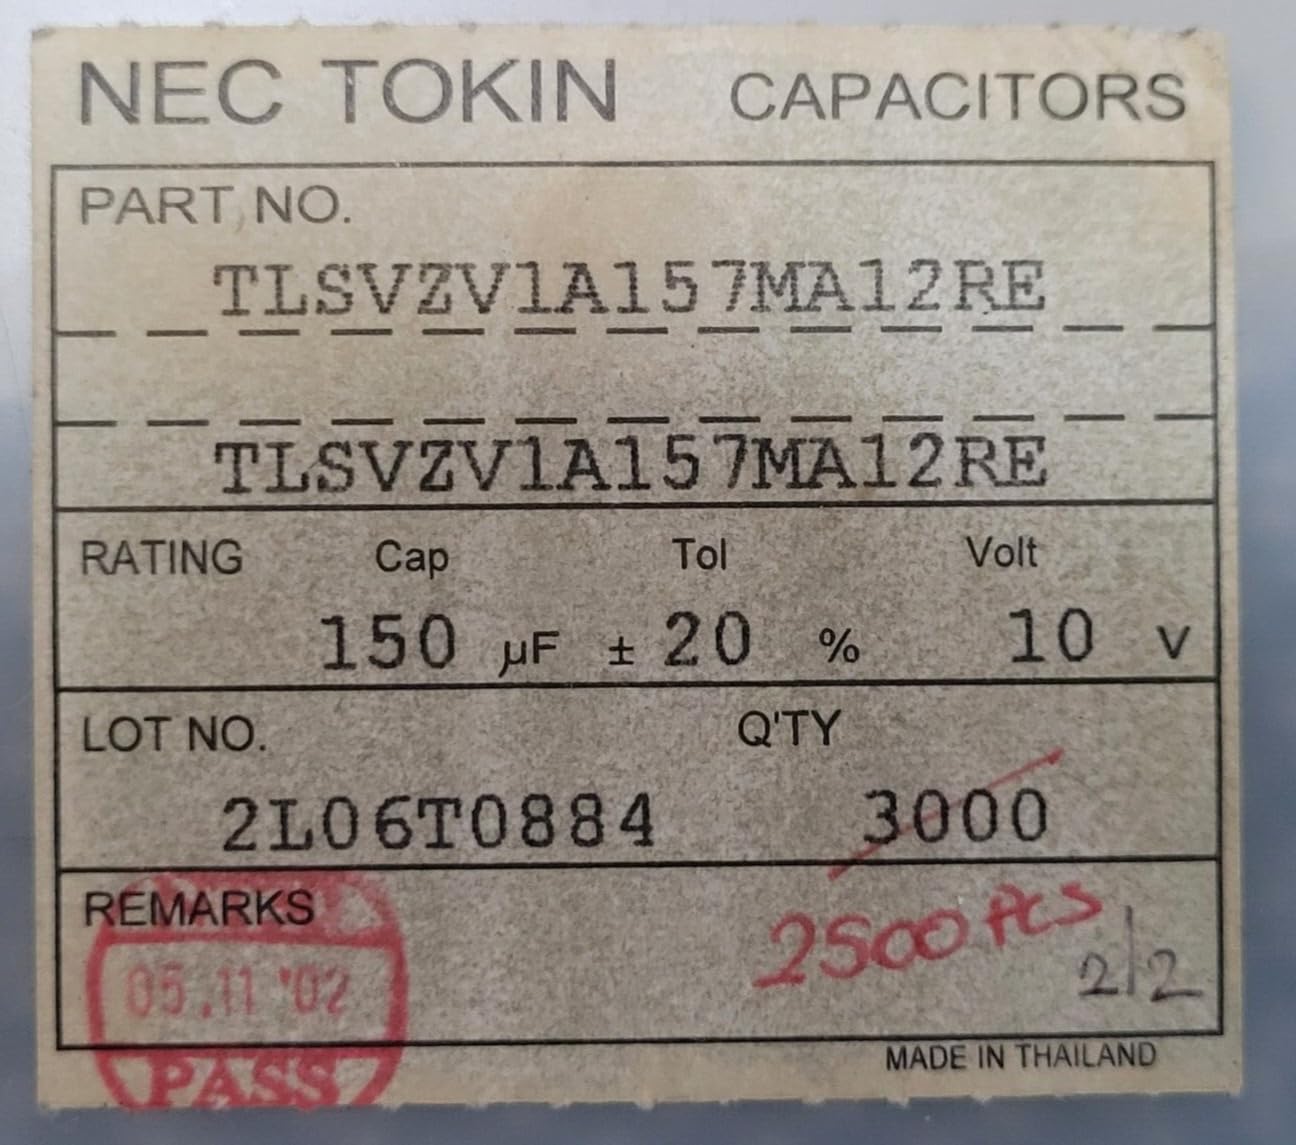 NEC TOKIN CAPACITORS
PART NO.
TLSVZV1A157MA12RE
TLSVZV1A157MA12RE
RATING Cap Tol Volt
150 µF ± 20 % 10 v
LOT NO. Q'TY
2L06T0884 3000
REMARKS
2500 Pcs
05.11 '02
2/2
PASS
MADE IN THAILAND